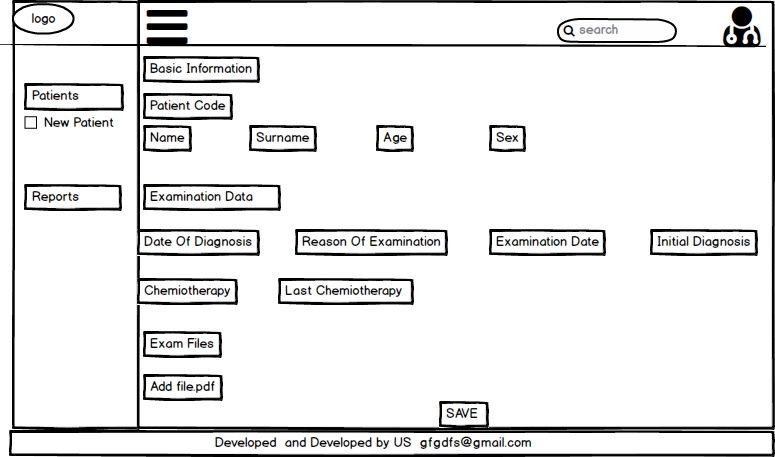 logo
search
Basic Information
Patients
Patient Code
New Patient
Name Surname Age Sex
Reports
Examination Data
Date Of Diagnosis Reason Of Examination Examination Date Initial Diagnosis
Chemiotherapy Last Chemiotherapy
Exam Files
Add file.pdf
SAVE
Developed and Developed by US gfgdfs@gmail.com